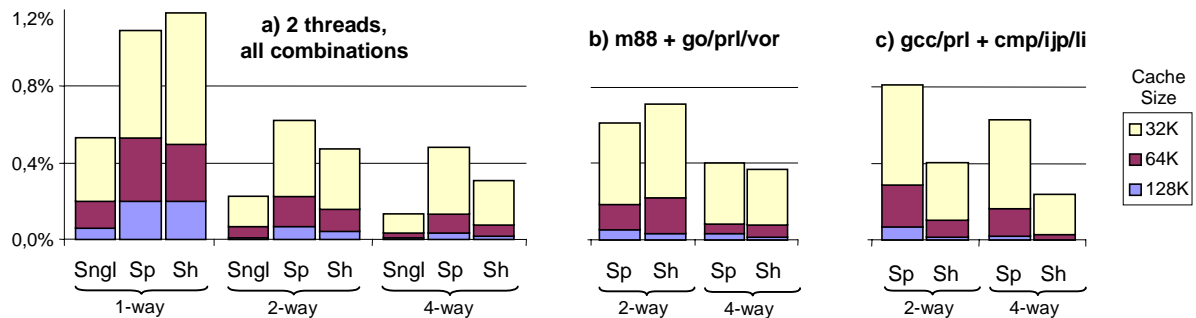 1,2%
0,8%
0,4%
0,0%
a) 2 threads,
all combinations
Sngl Sp Sh Sngl Sp Sh Sngl Sp Sh
1-way 2-way 4-way
b) m88 + go/prl/vor
Sp Sh Sp Sh
2-way 4-way
c) gcc/prl + cmp/ijp/li
Sp Sh Sp Sh
2-way 4-way
Cache
Size
32K
64K
128K